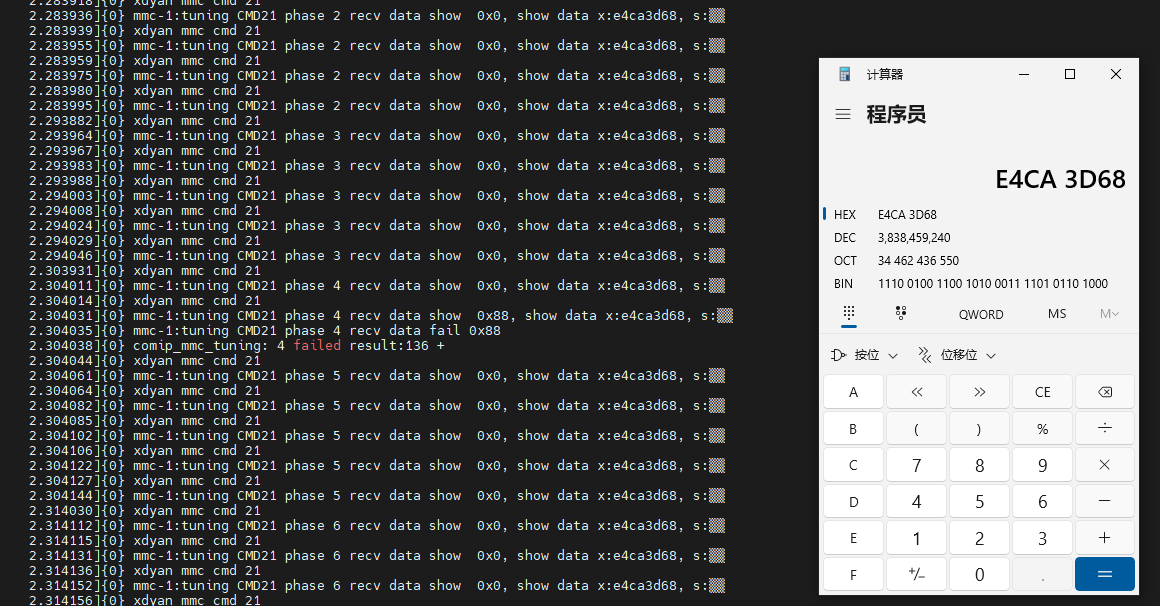 2.283918]{0} xdyan mmc cmd 21
2.283936]{0} mmc-1:tuning CMD21 phase 2 recv data show  0x0, show data x:e4ca3d68, s:▒▒
2.283939]{0} xdyan mmc cmd 21
2.283955]{0} mmc-1:tuning CMD21 phase 2 recv data show  0x0, show data x:e4ca3d68, s:▒▒
2.283959]{0} xdyan mmc cmd 21
2.283975]{0} mmc-1:tuning CMD21 phase 2 recv data show  0x0, show data x:e4ca3d68, s:▒▒
2.283980]{0} xdyan mmc cmd 21
2.283995]{0} mmc-1:tuning CMD21 phase 2 recv data show  0x0, show data x:e4ca3d68, s:▒▒
2.293882]{0} xdyan mmc cmd 21
2.293964]{0} mmc-1:tuning CMD21 phase 3 recv data show  0x0, show data x:e4ca3d68, s:▒▒
2.293967]{0} xdyan mmc cmd 21
2.293983]{0} mmc-1:tuning CMD21 phase 3 recv data show  0x0, show data x:e4ca3d68, s:▒▒
2.293988]{0} xdyan mmc cmd 21
2.294003]{0} mmc-1:tuning CMD21 phase 3 recv data show  0x0, show data x:e4ca3d68, s:▒▒
2.294008]{0} xdyan mmc cmd 21
2.294024]{0} mmc-1:tuning CMD21 phase 3 recv data show  0x0, show data x:e4ca3d68, s:▒▒
2.294029]{0} xdyan mmc cmd 21
2.294046]{0} mmc-1:tuning CMD21 phase 3 recv data show  0x0, show data x:e4ca3d68, s:▒▒
2.303931]{0} xdyan mmc cmd 21
2.304011]{0} mmc-1:tuning CMD21 phase 4 recv data show  0x0, show data x:e4ca3d68, s:▒▒
2.304014]{0} xdyan mmc cmd 21
2.304031]{0} mmc-1:tuning CMD21 phase 4 recv data show  0x88, show data x:e4ca3d68, s:▒▒
2.304035]{0} mmc-1:tuning CMD21 phase 4 recv data fail 0x88
2.304038]{0} comip_mmc_tuning: 4 failed result:136 +
2.304044]{0} xdyan mmc cmd 21
2.304061]{0} mmc-1:tuning CMD21 phase 5 recv data show  0x0, show data x:e4ca3d68, s:▒▒
2.304064]{0} xdyan mmc cmd 21
2.304082]{0} mmc-1:tuning CMD21 phase 5 recv data show  0x0, show data x:e4ca3d68, s:▒▒
2.304085]{0} xdyan mmc cmd 21
2.304102]{0} mmc-1:tuning CMD21 phase 5 recv data show  0x0, show data x:e4ca3d68, s:▒▒
2.304106]{0} xdyan mmc cmd 21
2.304122]{0} mmc-1:tuning CMD21 phase 5 recv data show  0x0, show data x:e4ca3d68, s:▒▒
2.304127]{0} xdyan mmc cmd 21
2.304144]{0} mmc-1:tuning CMD21 phase 5 recv data show  0x0, show data x:e4ca3d68, s:▒▒
2.314030]{0} xdyan mmc cmd 21
2.314112]{0} mmc-1:tuning CMD21 phase 6 recv data show  0x0, show data x:e4ca3d68, s:▒▒
2.314115]{0} xdyan mmc cmd 21
2.314131]{0} mmc-1:tuning CMD21 phase 6 recv data show  0x0, show data x:e4ca3d68, s:▒▒
2.314136]{0} xdyan mmc cmd 21
2.314152]{0} mmc-1:tuning CMD21 phase 6 recv data show  0x0, show data x:e4ca3d68, s:▒▒
2.314156]{0} xdyan mmc cmd 21
计算器
程序员
E4CA 3D68
HEX E4CA 3D68
DEC 3,838,459,240
OCT 34 462 436 550
BIN 1110 0100 1100 1010 0011 1101 0110 1000
QWORD MS M
按位 位移位
A << >> CE
B ( ) % ÷
C 7 8 9 ×
D 4 5 6 −
E 1 2 3 +
F +/− 0 . =